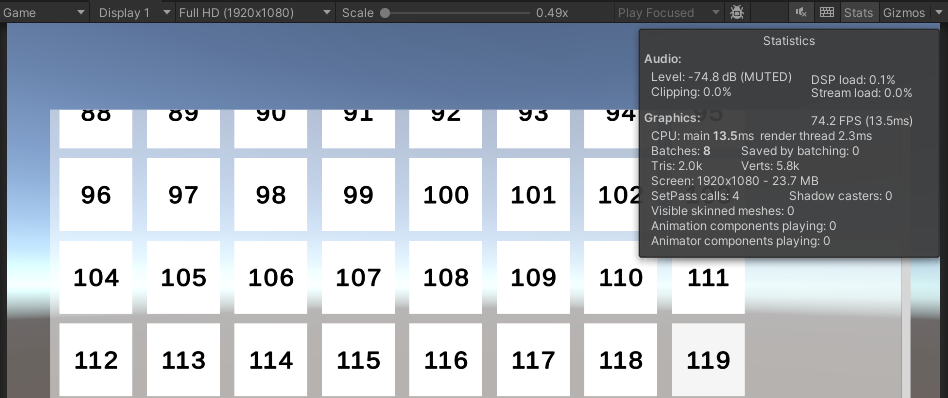 Game Display 1 Full HD (1920x1080) Scale 0.49x Play Focused Stats Gizmos
Statistics
Audio:
Level: -74.8 dB (MUTED) DSP load: 0.1%
Clipping: 0.0% Stream load: 0.0%
Graphics: 74.2 FPS (13.5ms)
CPU: main 13.5ms render thread 2.3ms
Batches: 8 Saved by batching: 0
Tris: 2.0k Verts: 5.8k
Screen: 1920x1080 - 23.7 MB
SetPass calls: 4 Shadow casters: 0
Visible skinned meshes: 0
Animation components playing: 0
Animator components playing: 0
88 89 90 91 92 93 94 95
96 97 98 99 100 101 102
104 105 106 107 108 109 110 111
112 113 114 115 116 117 118 119